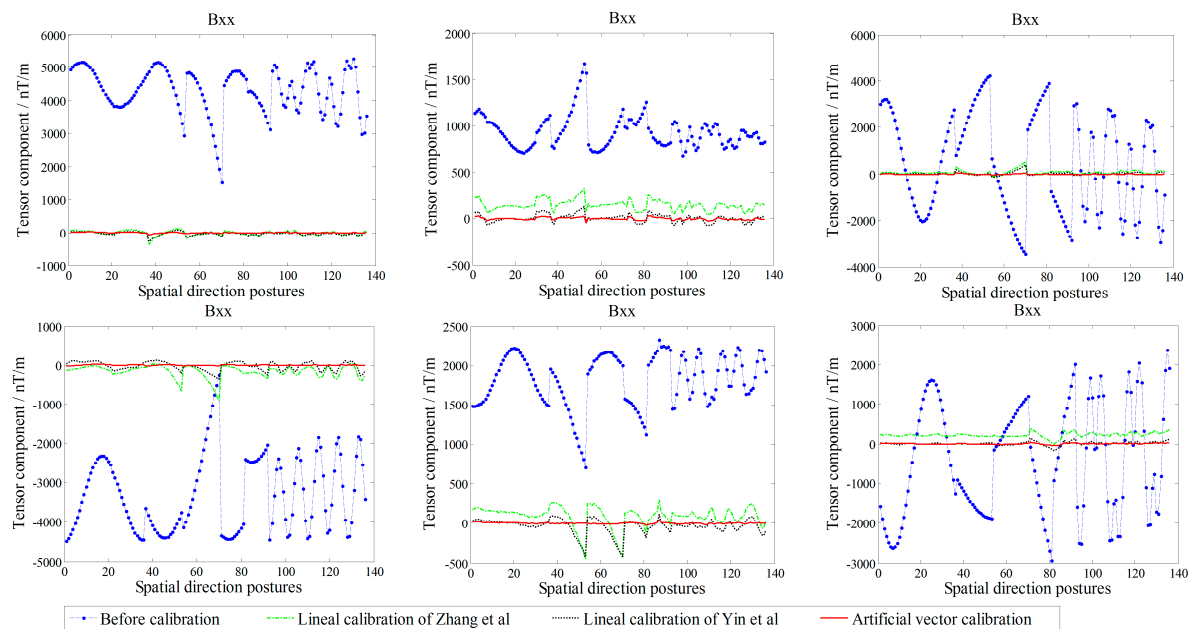 Bxx
Tensor component / nT/m
6000
5000
4000
3000
2000
1000
0
-1000
0 20 40 60 80 100 120 140
Spatial direction postures
Bxx
Tensor component / nT/m
2000
1500
1000
500
0
-500
0 20 40 60 80 100 120 140
Spatial direction postures
Bxx
Tensor component / nT/m
6000
4000
2000
0
-2000
-4000
0 20 40 60 80 100 120 140
Spatial direction postures
Bxx
Tensor component / nT/m
1000
0
-1000
-2000
-3000
-4000
-5000
0 20 40 60 80 100 120 140
Spatial direction postures
Bxx
Tensor component / nT/m
2500
2000
1500
1000
500
0
-500
0 20 40 60 80 100 120 140
Spatial direction postures
Bxx
Tensor component / nT/m
3000
2000
1000
0
-1000
-2000
-3000
0 20 40 60 80 100 120 140
Spatial direction postures
Before calibration Lineal calibration of Zhang et al Lineal calibration of Yin et al Artificial vector calibration